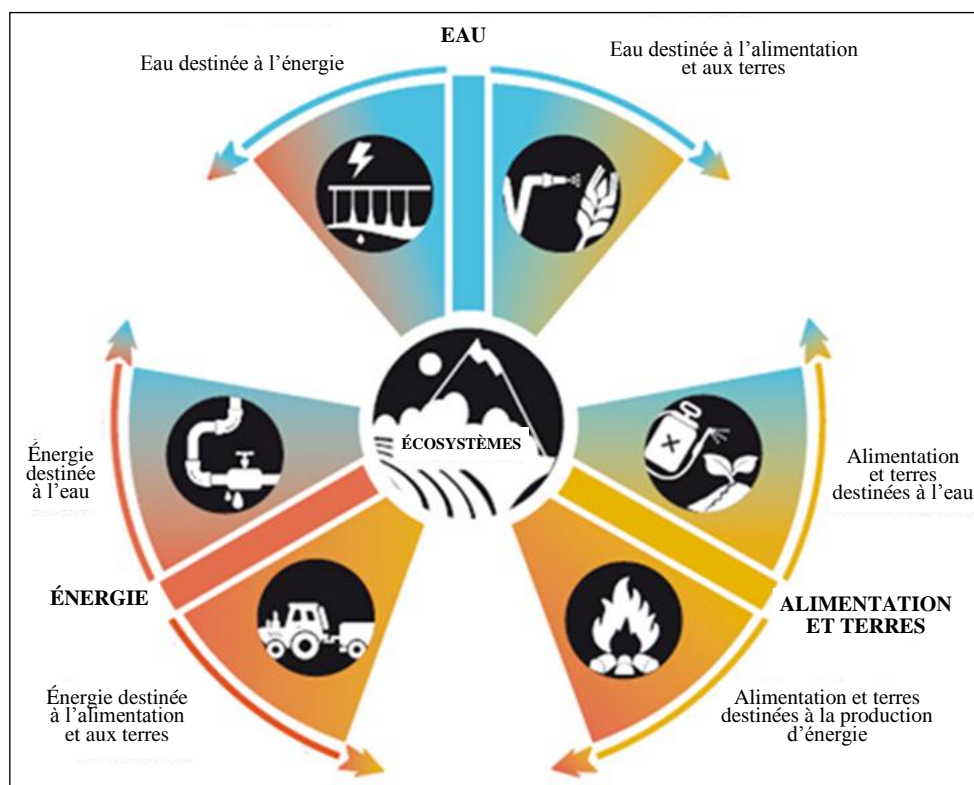 EAU
Eau destinée à l’énergie
Eau destinée à l’alimentation
et aux terres
ÉCOSYSTÈMES
Énergie
destinée
à l’eau
Alimentation
et terres
destinées à l’eau
ÉNERGIE
ALIMENTATION
ET TERRES
Énergie destinée
à l’alimentation
et aux terres
Alimentation et terres
destinées à la production
d’énergie